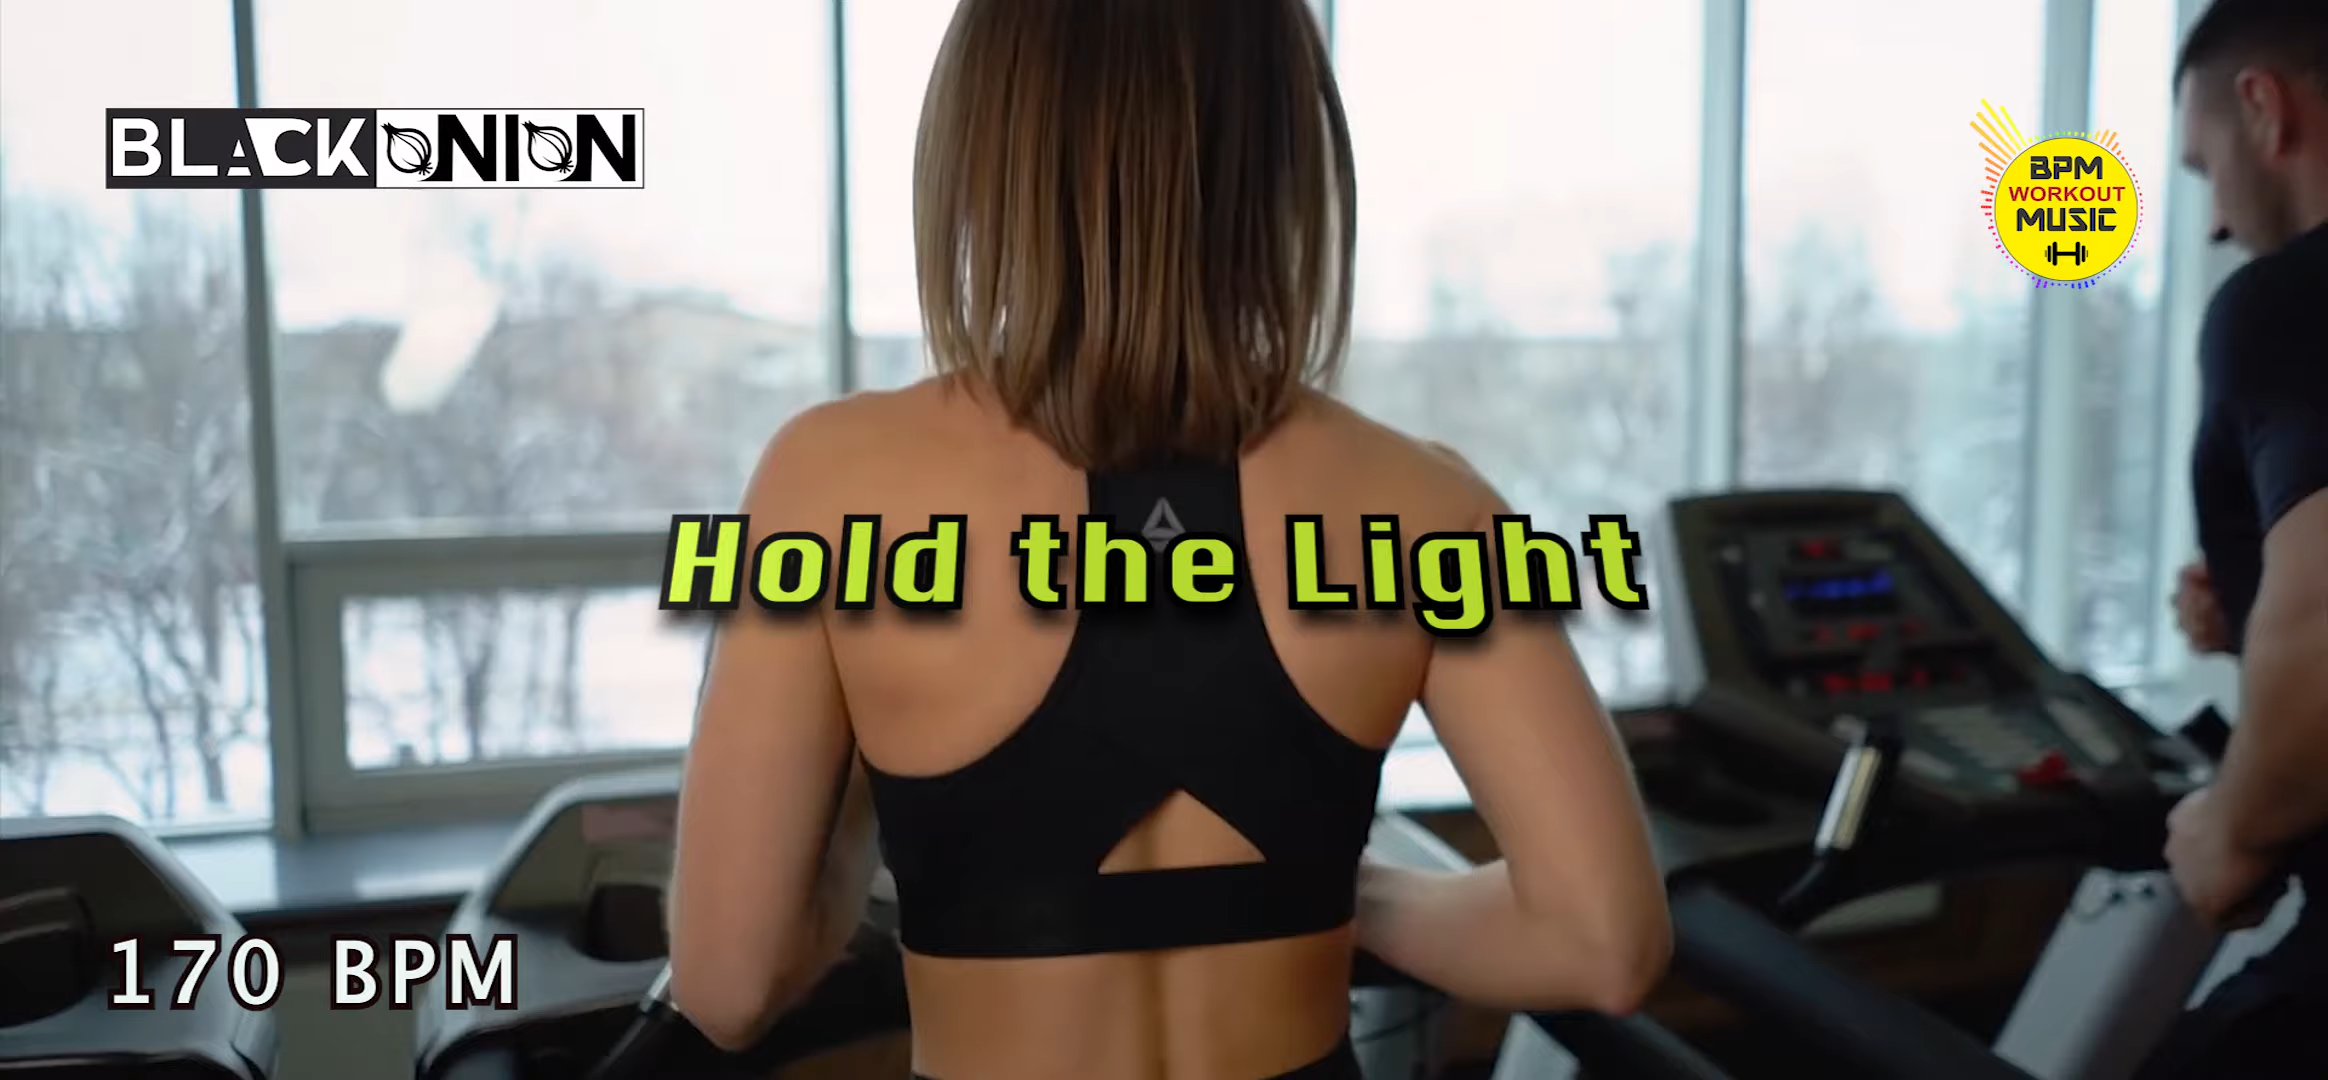 BLACKONION
BPM
WORKOUT
MUSIC
Hold the Light
170 BPM